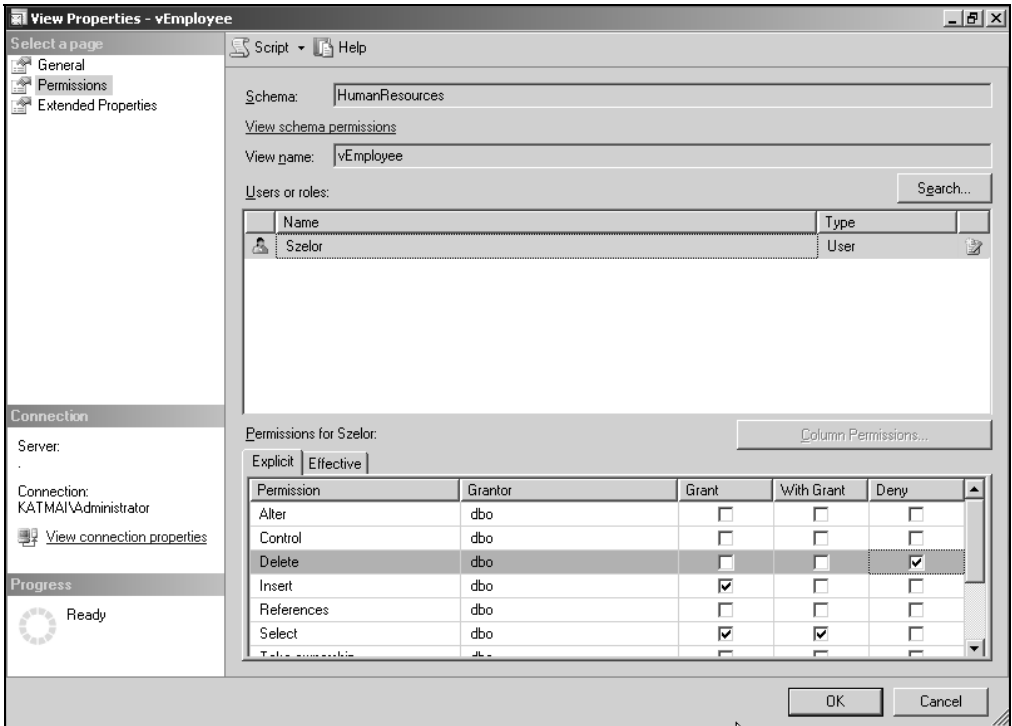 View Properties - vEmployee
Select a page
General
Permissions
Extended Properties
Script Help
Schema: HumanResources
View schema permissions
View name: vEmployee
Users or roles: Search...
Name Type
Szelor User
Connection
Server:
.
Connection:
KATMAI\Administrator
View connection properties
Progress
Ready
Permissions for Szelor: Column Permissions...
Explicit Effective
Permission Grantor Grant With Grant Deny
Alter dbo
Control dbo
Delete dbo
Insert dbo
References dbo
Select dbo
Take ownership dbo
OK Cancel